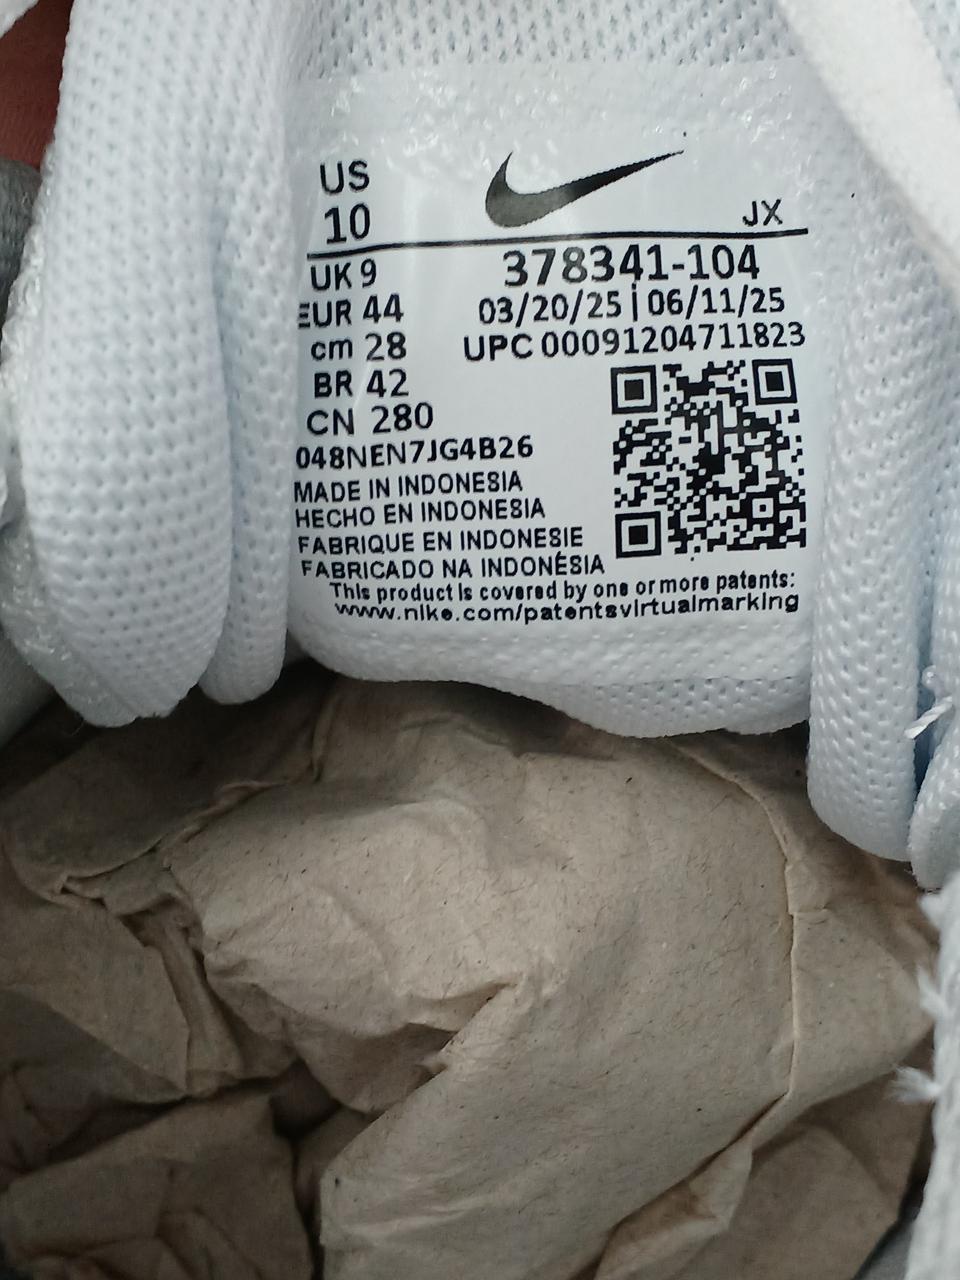 US
10
JX
UK 9
EUR 44
cm 28
BR 42
CN 280
378341-104
03/20/25 | 06/11/25
UPC 00091204711823
048NEN7JG4B26
MADE IN INDONESIA
HECHO EN INDONESIA
FABRIQUE EN INDONESIE
FABRICADO NA INDONÉSIA
This product is covered by one or more patents:
www.nike.com/patentsvirtualmarking